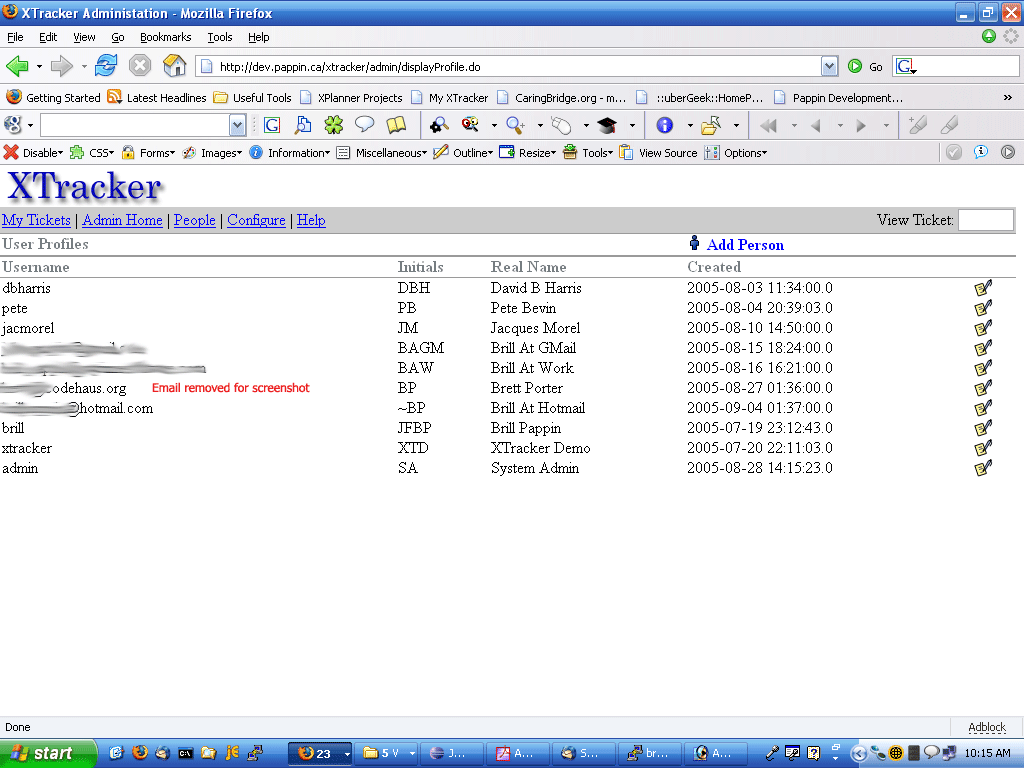 XTracker Administation - Mozilla Firefox
File Edit View Go Bookmarks Tools Help
http://dev.pappin.ca/xtracker/admin/displayProfile.do Go G
Getting Started Latest Headlines Useful Tools XPlanner Projects My XTracker CaringBridge.org - m... ::uberGeek::HomeP... Pappin Development... »
Disable CSS Forms Images Information Miscellaneous Outline Resize Tools View Source Options
XTracker
My Tickets | Admin Home | People | Configure | Help View Ticket:
User Profiles Add Person
Username Initials Real Name Created
dbharris DBH David B Harris 2005-08-03 11:34:00.0
pete PB Pete Bevin 2005-08-04 20:39:03.0
jacmorel JM Jacques Morel 2005-08-10 14:50:00.0
BAGM Brill At GMail 2005-08-15 18:24:00.0
BAW Brill At Work 2005-08-16 16:21:00.0
odehaus.org Email removed for screenshot BP Brett Porter 2005-08-27 01:36:00.0
@hotmail.com ~BP Brill At Hotmail 2005-09-04 01:37:00.0
brill JFBP Brill Pappin 2005-07-19 23:12:43.0
xtracker XTD XTracker Demo 2005-07-20 22:11:03.0
admin SA System Admin 2005-08-28 14:15:23.0
Done Adblock
start 23 5 V J... A... S... br... A... 10:15 AM